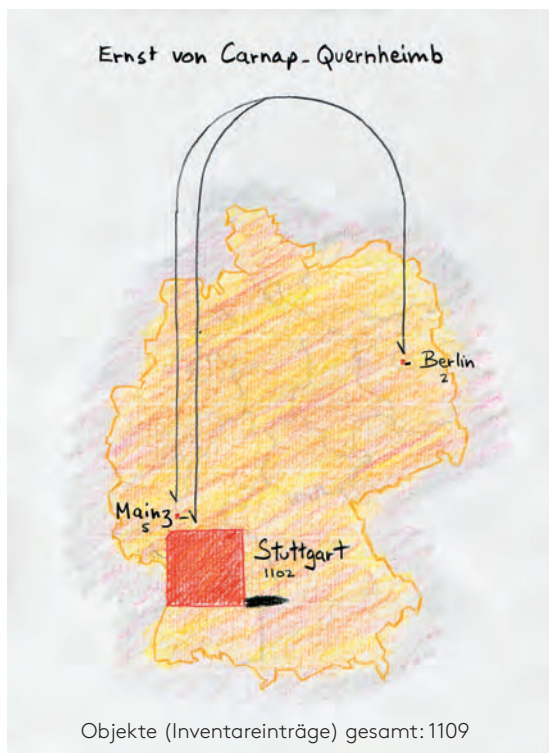 Ernst von Carnap-Quernheimb
Berlin
2
Mainz
5
Stuttgart
1102
Objekte (Inventareinträge) gesamt: 1109